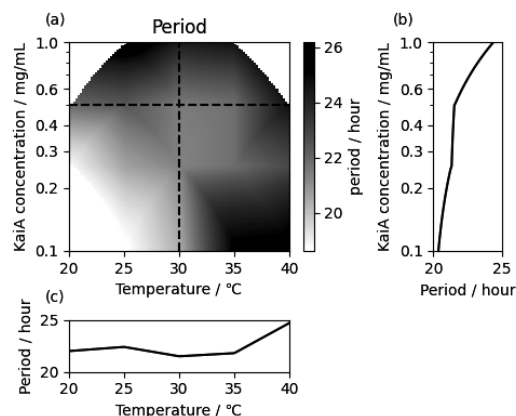 (a)
Period
(b)
KaiA concentration / mg/mL
1.0
0.6
0.4
0.3
0.2
0.1
20
25
30
35
40
Temperature / °C
26
24
22
20
period / hour
KaiA concentration / mg/mL
1.0
0.6
0.4
0.3
0.2
0.1
20
25
Period / hour
(c)
Period / hour
25
20
20
25
30
35
40
Temperature / °C